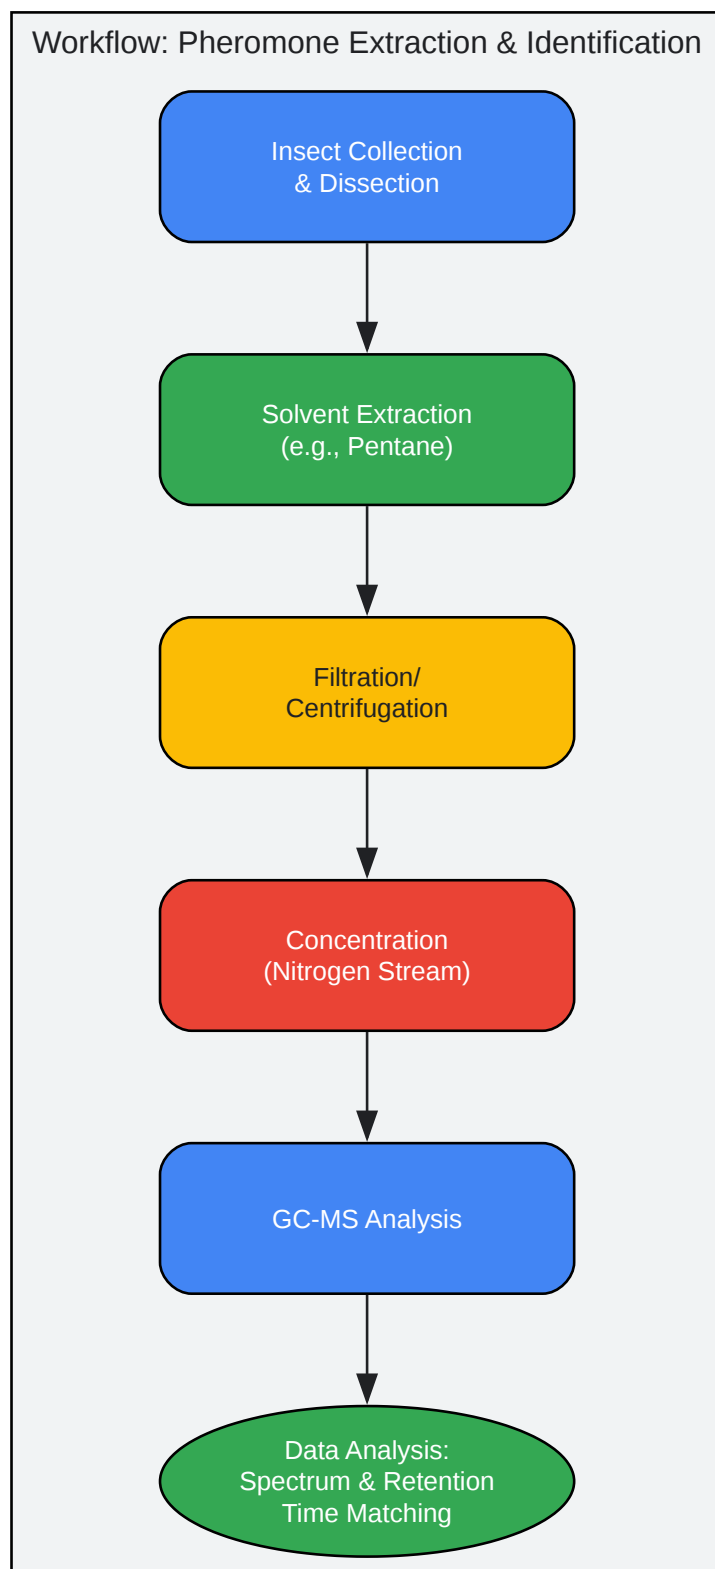 Workflow: Pheromone Extraction & Identification
Insect Collection
& Dissection
Solvent Extraction
(e.g., Pentane)
Filtration/
Centrifugation
Concentration
(Nitrogen Stream)
GC-MS Analysis
Data Analysis:
Spectrum & Retention
Time Matching